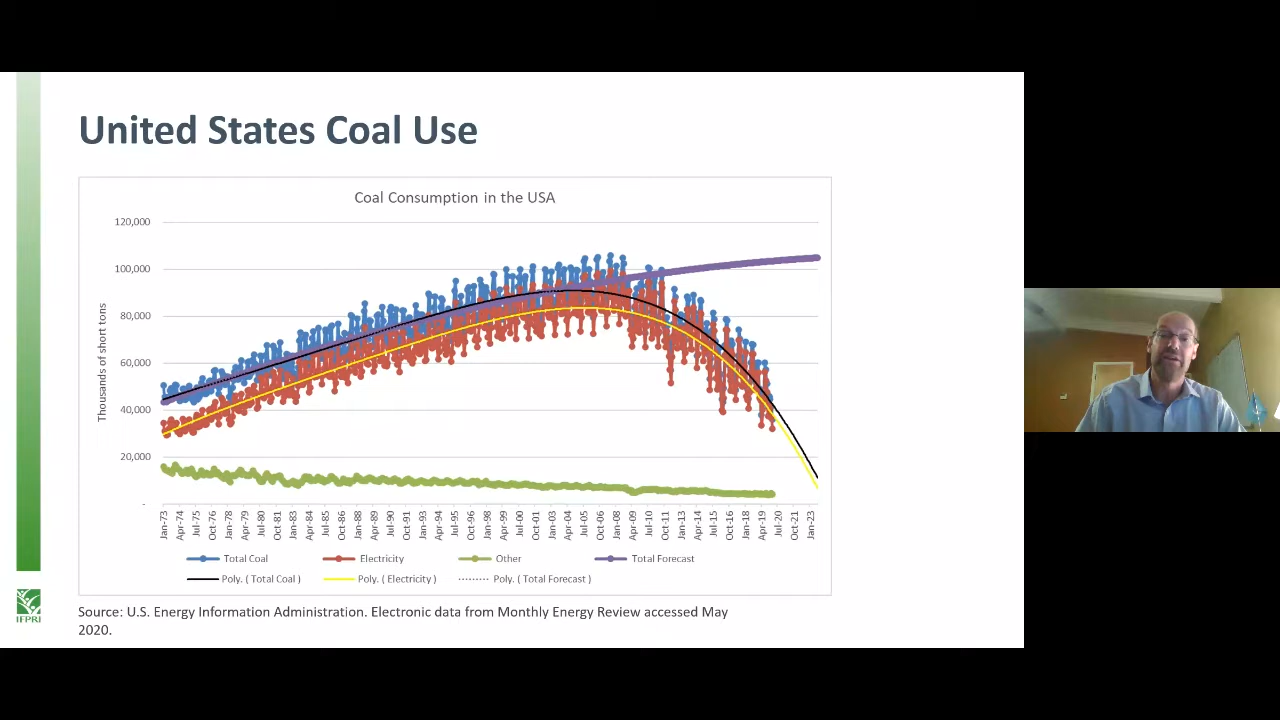 United States Coal Use
Coal Consumption in the USA
120,000
100,000
80,000
60,000
40,000
20,000
-
Thousands of short tons
Jan-73
Apr-74
Jul-75
Oct-76
Jan-78
Apr-79
Jul-80
Oct-81
Jan-83
Apr-84
Jul-85
Oct-86
Jan-88
Apr-89
Jul-90
Oct-91
Jan-93
Apr-94
Jul-95
Oct-96
Jan-98
Apr-99
Jul-00
Oct-01
Jan-03
Apr-04
Jul-05
Oct-06
Jan-08
Apr-09
Jul-10
Oct-11
Jan-13
Apr-14
Jul-15
Oct-16
Jan-18
Apr-19
Jul-20
Oct-21
Jan-23
Total Coal Electricity Other Total Forecast
Poly. ( Total Coal ) Poly. ( Electricity ) Poly. ( Total Forecast )
IFPRI
Source: U.S. Energy Information Administration. Electronic data from Monthly Energy Review accessed May
2020.